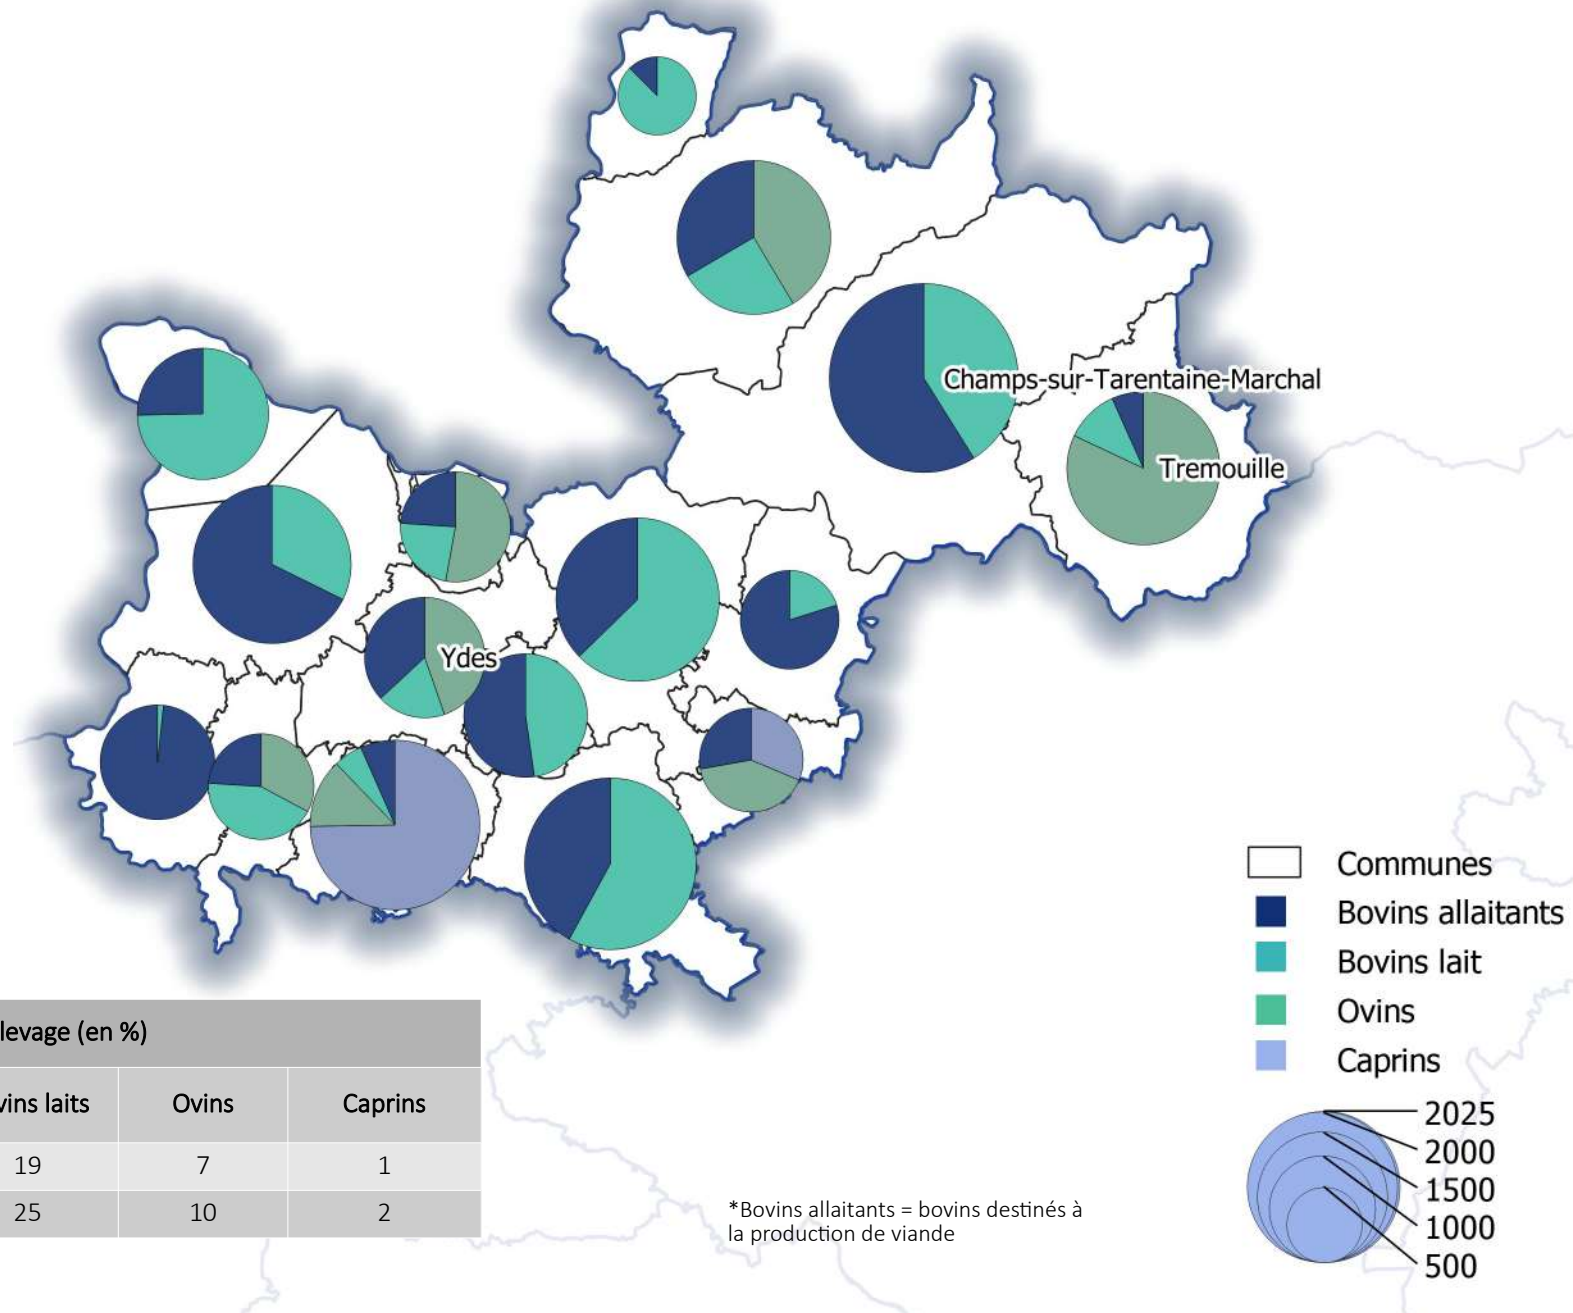 Champs-sur-Tarentaine-Marchal
Tremouille
Ydes
Communes
Bovins allaitants
Bovins lait
Ovins
Caprins
2025
2000
1500
1000
500
levage (en %)
vins laits Ovins Caprins
19 7 1
25 10 2
*Bovins allaitants = bovins destinés à
la production de viande